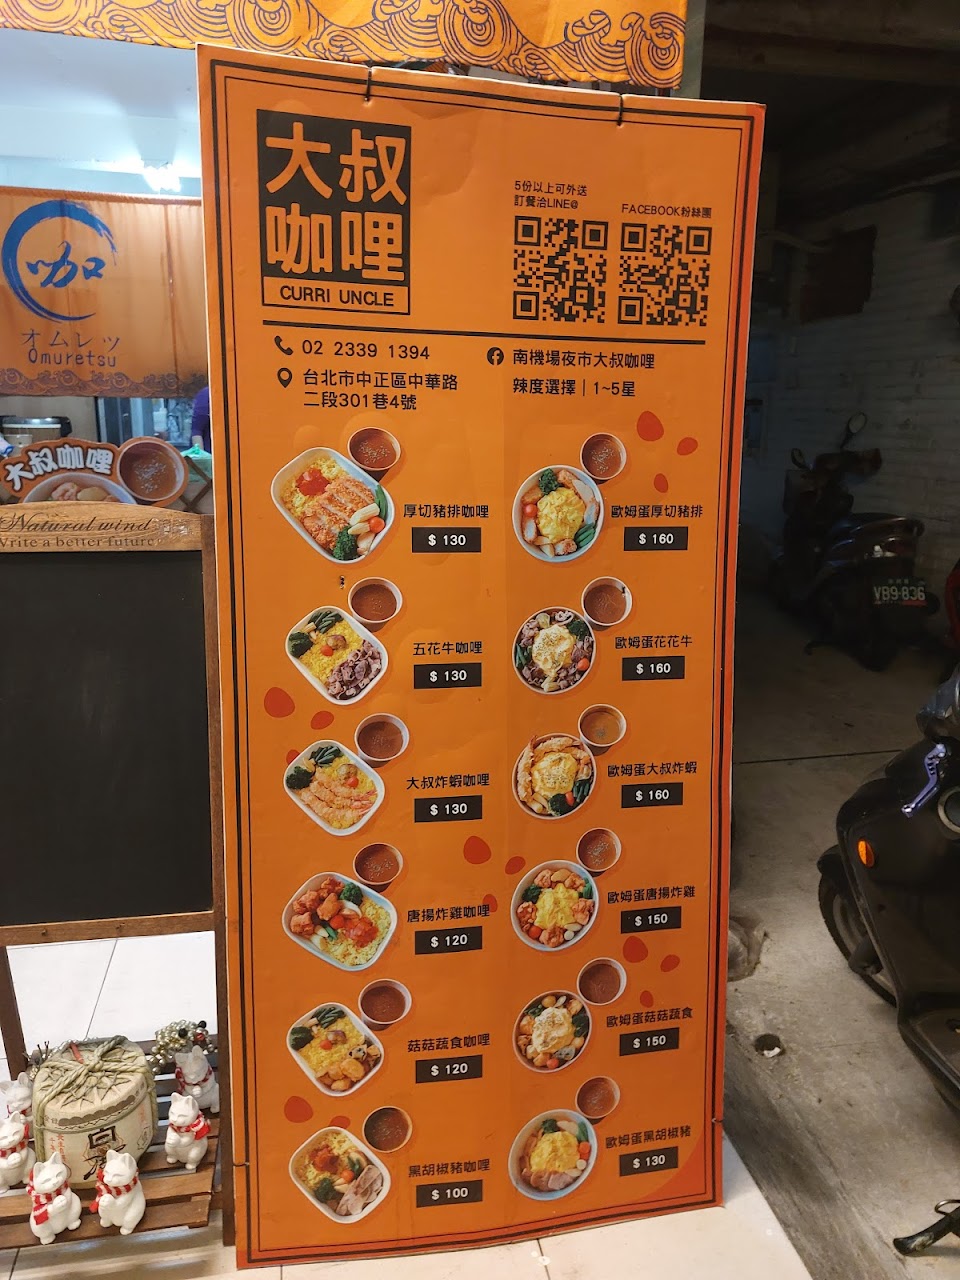 大叔
咖哩
CURRI UNCLE
5份以上可外送
訂餐洽LINE@
FACEBOOK粉絲團
02 2339 1394
台北市中正區中華路
二段301巷4號
南機場夜市大叔咖哩
辣度選擇｜1~5星
厚切豬排咖哩
$ 130
歐姆蛋厚切豬排
$ 160
五花牛咖哩
$ 130
歐姆蛋花花牛
$ 160
大叔炸蝦咖哩
$ 130
歐姆蛋大叔炸蝦
$ 160
唐揚炸雞咖哩
$ 120
歐姆蛋唐揚炸雞
$ 150
菇菇蔬食咖哩
$ 120
歐姆蛋菇菇蔬食
$ 150
黑胡椒豬咖哩
$ 100
歐姆蛋黑胡椒豬
$ 130
咖
オムレツ
Omuretsu
大叔咖哩
Natural wind
Write a better future
VB9-836